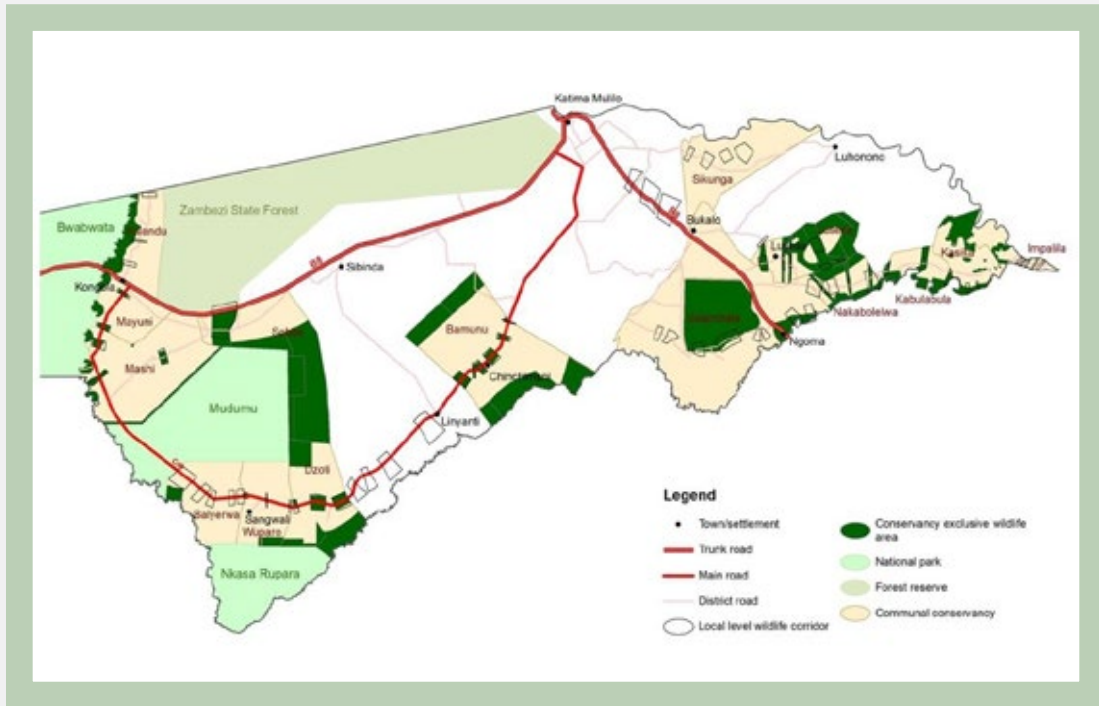 Katima Mulilo
Luhonono
Sikunga
Zambezi State Forest
Bwabwata
Bukalo
Impalila
Sibinda
Kasika
Kongola
Kabulabula
Mayuni
Nakabolelwa
Bamunu
Ngoma
Mashi
Mudumu
Linyanti
Dzoti
Balyerwa
Sangwali
Wuparo
Nkasa Rupara
Legend
Town/settlement
Trunk road
Main road
District road
Local level wildlife corridor
Conservancy exclusive wildlife
area
National park
Forest reserve
Communal conservancy